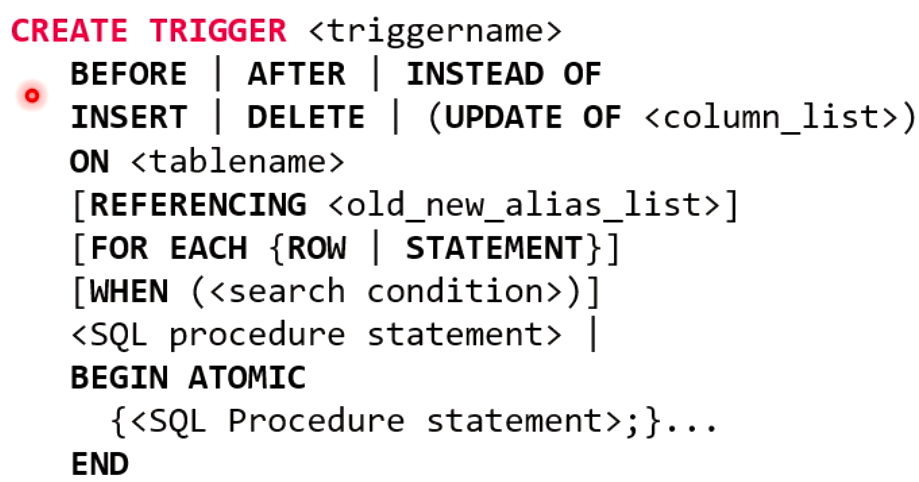 CREATE TRIGGER <triggername>
BEFORE | AFTER | INSTEAD OF
INSERT | DELETE | (UPDATE OF <column_list>)
ON <tablename>
[REFERENCING <old_new_alias_list>]
[FOR EACH {ROW | STATEMENT}]
[WHEN (<search condition>)]
<SQL procedure statement> |
BEGIN ATOMIC
{<SQL Procedure statement>;}...
END